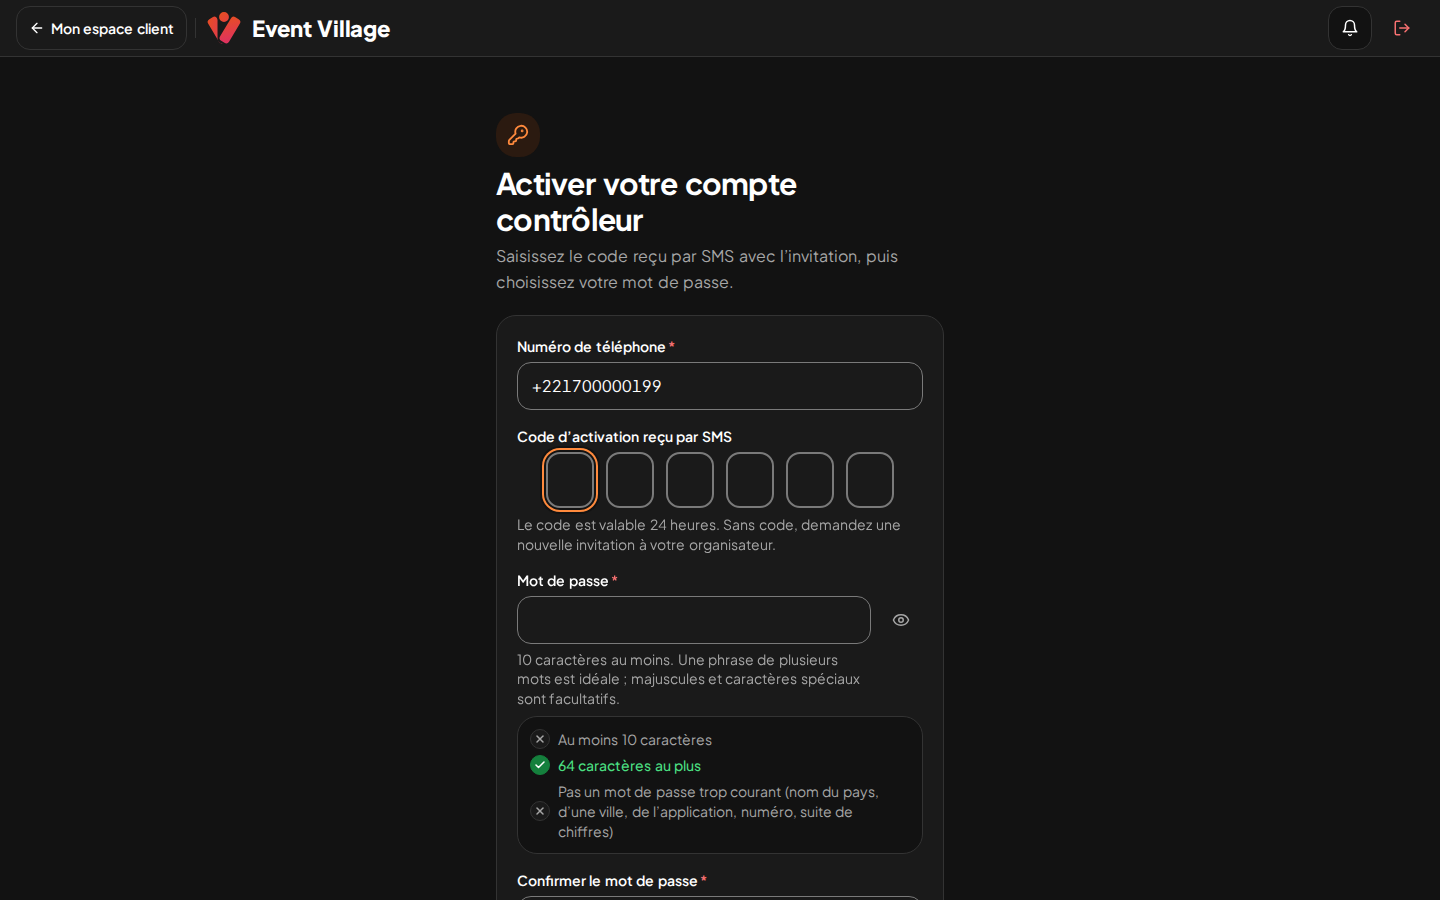 Mon espace client
Event Village
Activer votre compte
contrôleur
Saisissez le code reçu par SMS avec l’invitation, puis
choisissez votre mot de passe.
Numéro de téléphone *
+221700000199
Code d’activation reçu par SMS
Le code est valable 24 heures. Sans code, demandez une
nouvelle invitation à votre organisateur.
Mot de passe *
10 caractères au moins. Une phrase de plusieurs
mots est idéale ; majuscules et caractères spéciaux
sont facultatifs.
Au moins 10 caractères
64 caractères au plus
Pas un mot de passe trop courant (nom du pays,
d’une ville, de l’application, numéro, suite de
chiffres)
Confirmer le mot de passe *